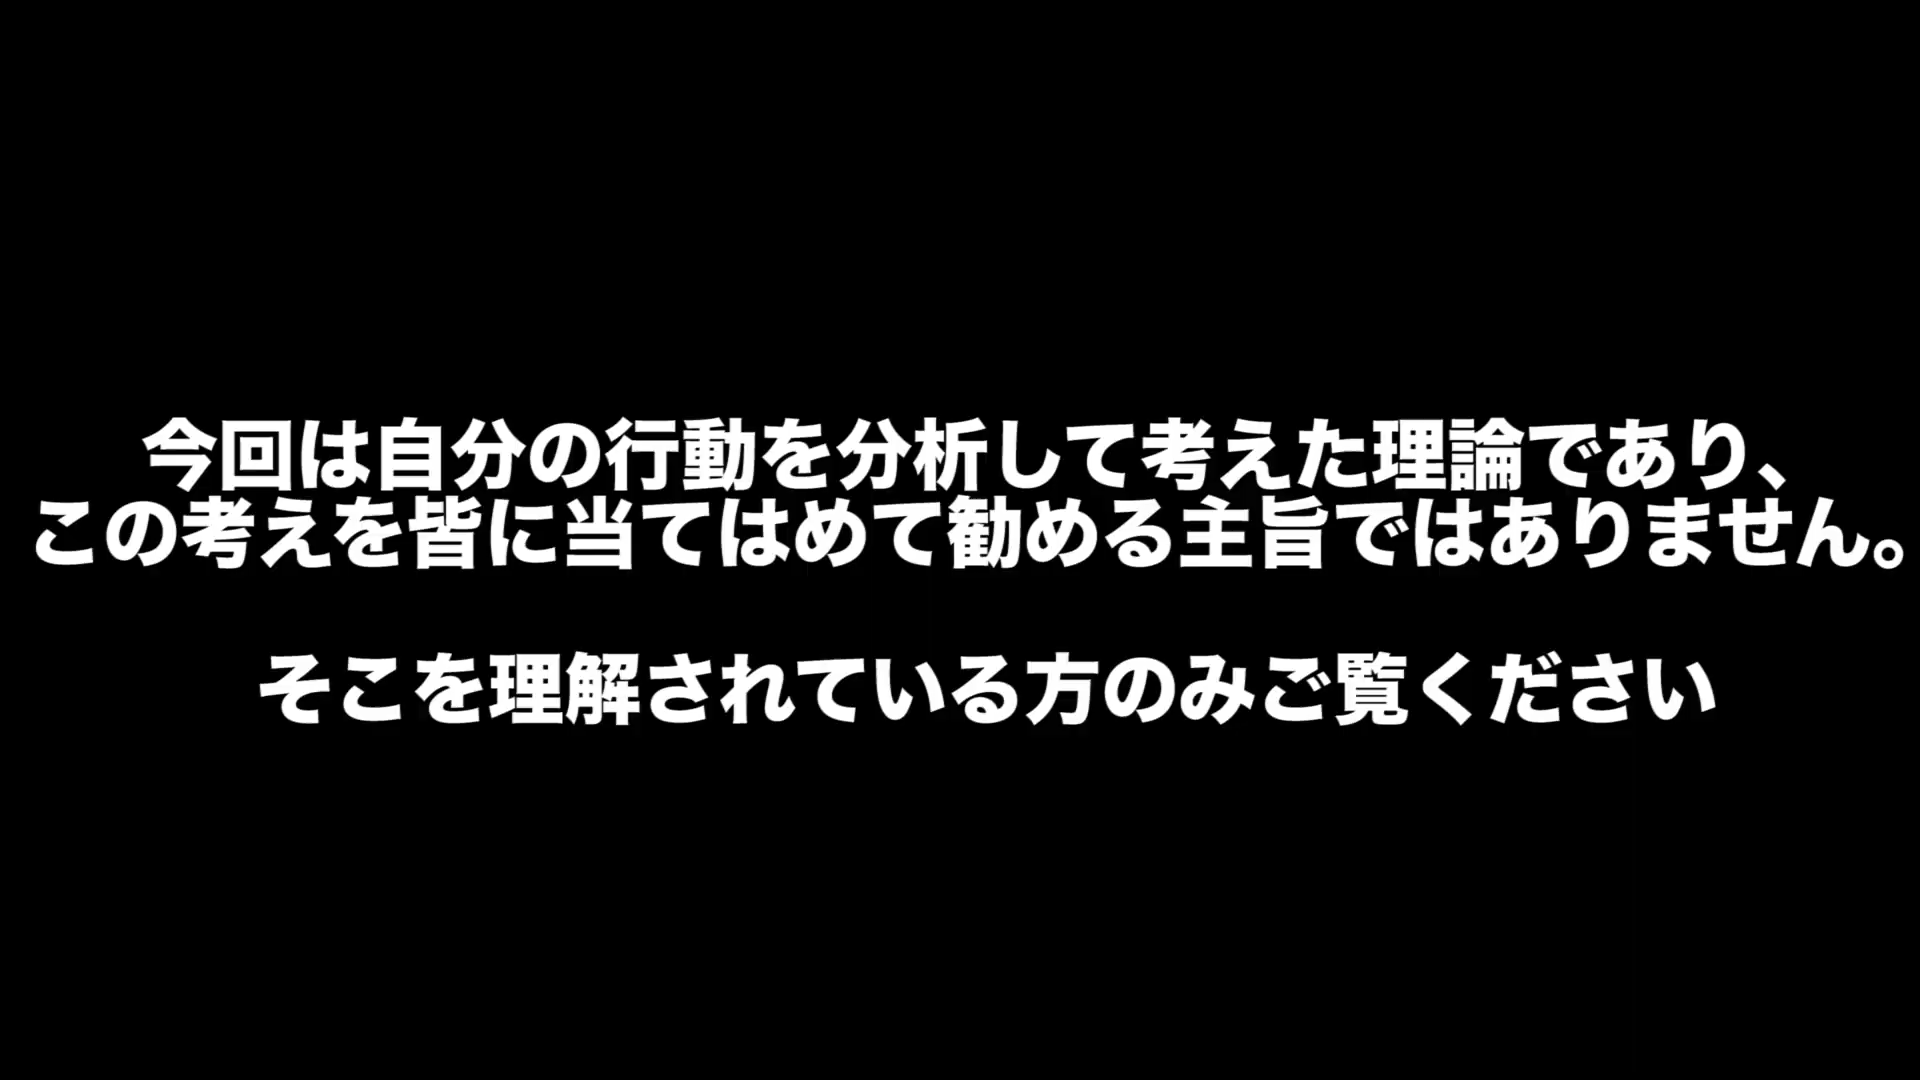 今回は自分の行動を分析して考えた理論であり、
この考えを皆に当てはめて勧める主旨ではありません。
そこを理解されている方のみご覧ください